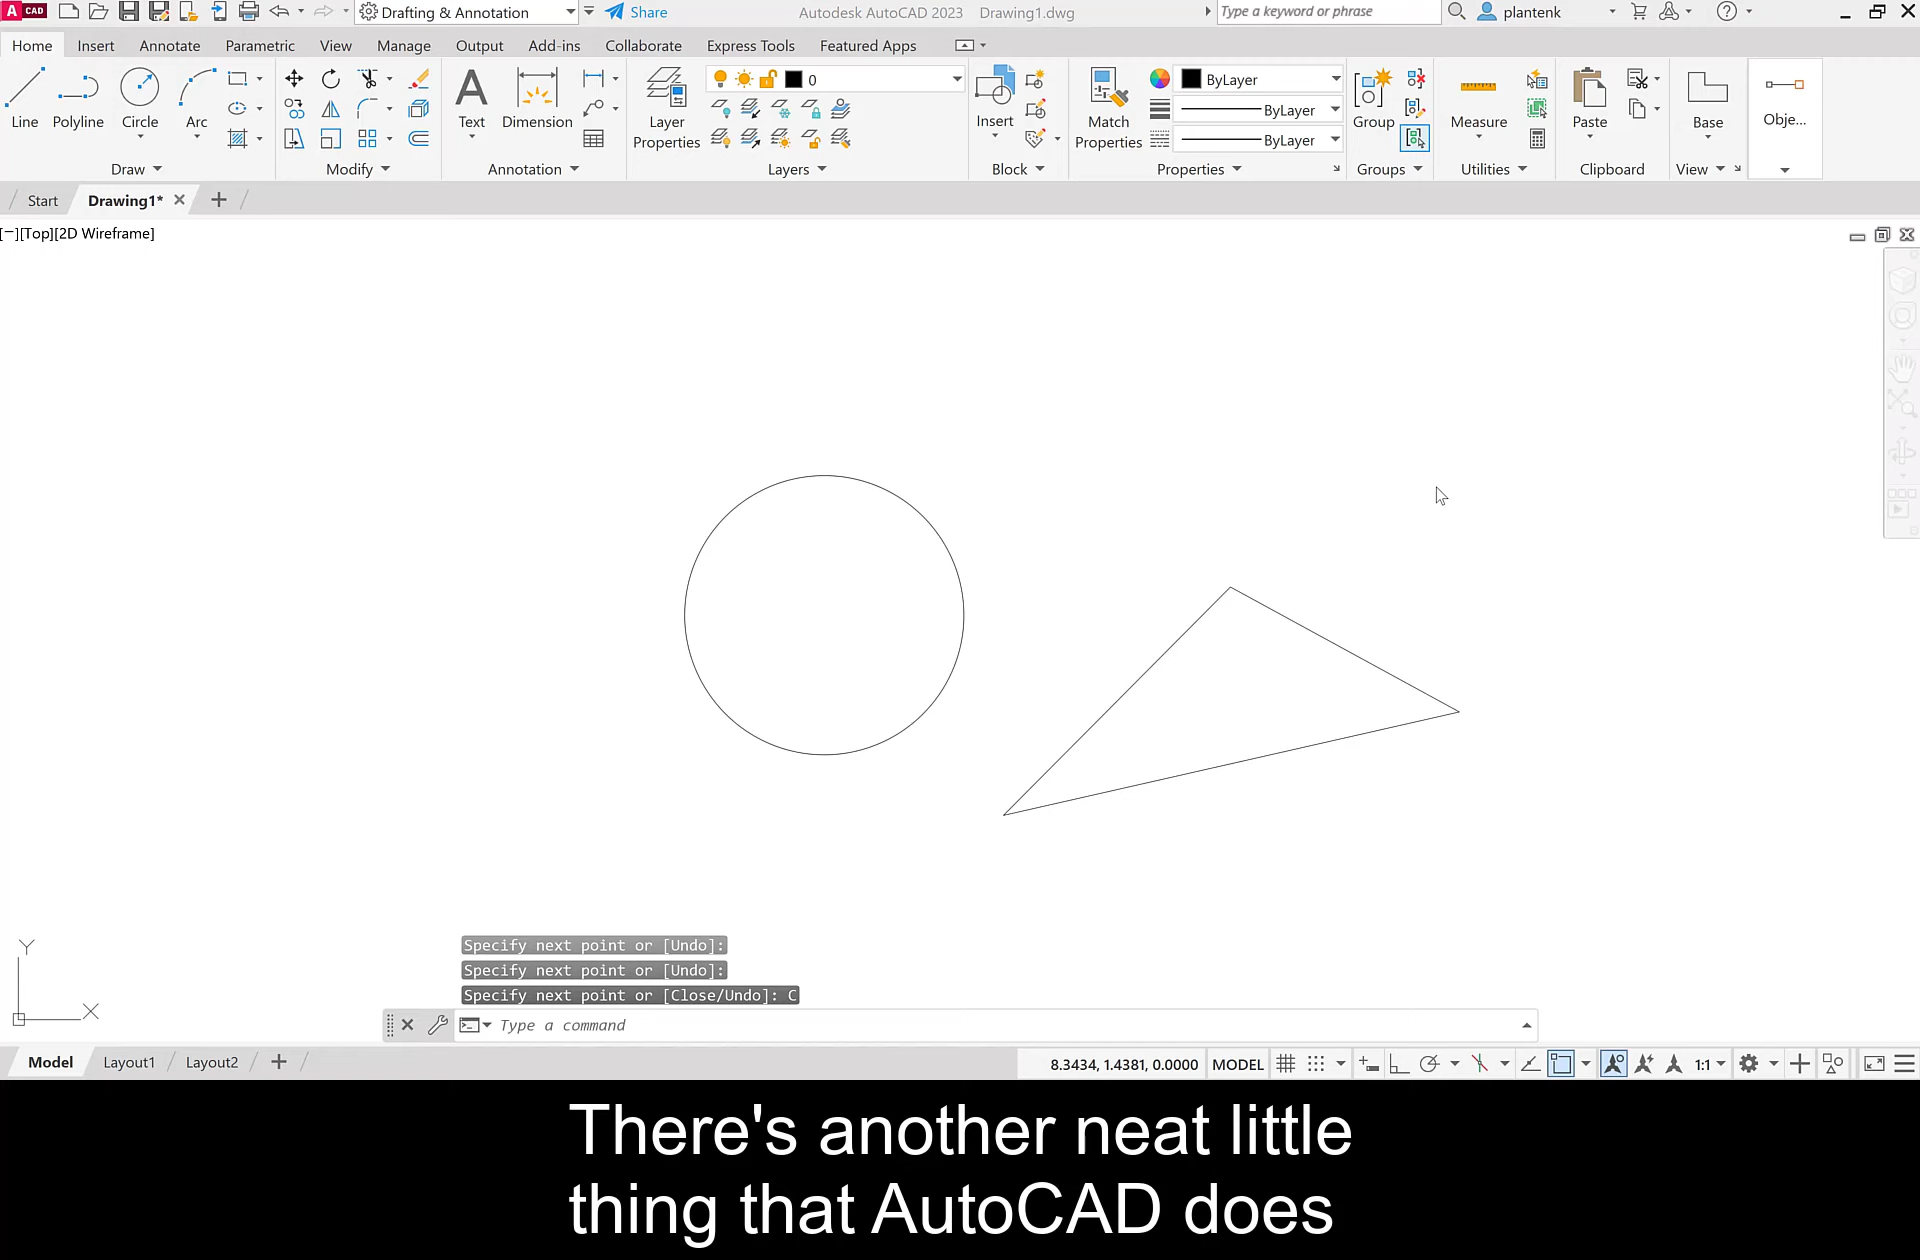 A CAD Drafting & Annotation Share Autodesk AutoCAD 2023 Drawing1.dwg Type a keyword or phrase plantenk
Home Insert Annotate Parametric View Manage Output Add-ins Collaborate Express Tools Featured Apps
0 ByLayer
ByLayer
ByLayer
Line Polyline Circle Arc Text Dimension Layer Properties Insert Match Properties Group Measure Paste Base Obje...
Draw Modify Annotation Layers Block Properties Groups Utilities Clipboard View
Start Drawing1*
[−][Top][2D Wireframe]
Y
X
Specify next point or [Undo]:
Specify next point or [Undo]:
Specify next point or [Close/Undo]: C
Type a command
Model Layout1 Layout2 8.3434, 1.4381, 0.0000 MODEL 1:1
There's another neat little
thing that AutoCAD does